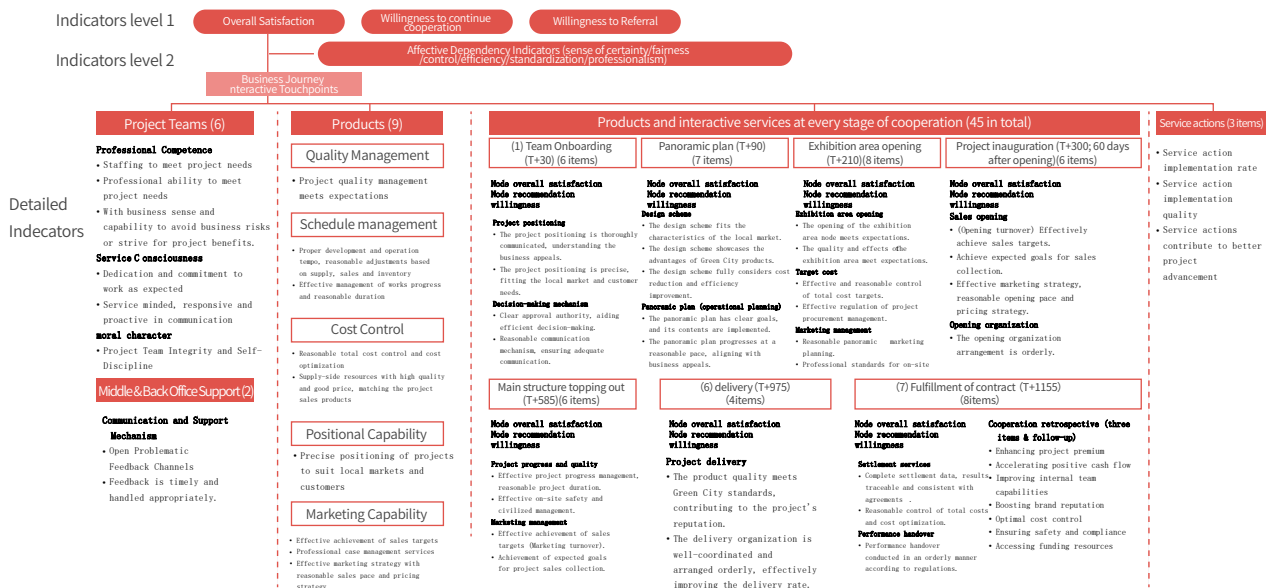 Indicators level 1
Overall Satisfaction
Willingness to continue
cooperation
Willingness to Referral
Indicators level 2
Affective Dependency Indicators (sense of certainty/fairness
/control/efficiency/standardization/professionalism)
Business Journey
nteractive Touchpoints
Detailed
Indecators
Project Teams (6)
Professional Competence
• Staffing to meet project needs
• Professional ability to meet
project needs
• With business sense and
capability to avoid business risks
or strive for project benefits.
Service C onsciousness
• Dedication and commitment to
work as expected
• Service minded, responsive and
proactive in communication
moral character
• Project Team Integrity and Self-
Discipline
Middle & Back Office Support (2)
Communication and Support
Mechanism
• Open Problematic
Feedback Channels
• Feedback is timely and
handled appropriately.
Products (9)
Quality Management
• Project quality management
meets expectations
Schedule management
• Proper development and operation
tempo, reasonable adjustments based
on supply, sales and inventory
• Effective management of works progress
and reasonable duration
Cost Control
• Reasonable total cost control and cost
optimization
• Supply-side resources with high quality
and good price, matching the project
sales products
Positional Capability
• Precise positioning of projects
to suit local markets and
customers
Marketing Capability
• Effective achievement of sales targets
• Professional case management services
• Effective marketing strategy with
reasonable sales pace and pricing
strategy
Products and interactive services at every stage of cooperation (45 in total)
(1) Team Onboarding
(T+30) (6 items)
Node overall satisfaction
Node recommendation
willingness
Project positioning
• The project positioning is thoroughly
communicated, understanding the
business appeals.
• The project positioning is precise,
fitting the local market and customer
needs.
Decision-making mechanism
• Clear approval authority, aiding
efficient decision-making.
• Reasonable communication
mechanism, ensuring adequate
communication.
Panoramic plan (T+90)
(7 items)
Node overall satisfaction
Node recommendation
willingness
Design scheme
• The design scheme fits the
characteristics of the local market.
• The design scheme showcases the
advantages of Green City products.
• The design scheme fully considers cost
reduction and efficiency
improvement.
Panoramic plan (operational planning)
• The panoramic plan has clear goals,
and its contents are implemented.
• The panoramic plan progresses at a
reasonable pace, aligning with
business appeals.
Exhibition area opening
(T+210)(8 items)
Node overall satisfaction
Node recommendation
willingness
Exhibition area opening
• The opening of the exhibition
area node meets expectations.
• The quality and effects of the
exhibition area meet expectations.
Target cost
• Effective and reasonable control
of total cost targets.
• Effective regulation of project
procurement management.
Marketing management
• Reasonable panoramic marketing
planning.
• Professional standards for on-site
Project inauguration (T+300; 60 days
after opening)(6 items)
Node overall satisfaction
Node recommendation
willingness
Sales opening
• (Opening turnover) Effectively
achieve sales targets.
• Achieve expected goals for sales
collection.
• Effective marketing strategy,
reasonable opening pace and
pricing strategy.
Opening organization
• The opening organization
arrangement is orderly.
Main structure topping out
(T+585)(6 items)
Node overall satisfaction
Node recommendation
willingness
Project progress and quality
• Effective project progress management,
reasonable project duration.
• Effective on-site safety and
civilized management.
Marketing management
• Effective achievement of sales
targets (Marketing turnover).
• Achievement of expected goals
for project sales collection.
(6) delivery (T+975)
(4items)
Node overall satisfaction
Node recommendation
willingness
Project delivery
• The product quality meets
Green City standards,
contributing to the project's
reputation.
• The delivery organization is
well-coordinated and
arranged orderly, effectively
improving the delivery rate.
(7) Fulfillment of contract (T+1155)
(8items)
Node overall satisfaction
Node recommendation
willingness
Settlement services
• Complete settlement data, results
traceable and consistent with
agreements .
• Reasonable control of total costs
and cost optimization.
Performance handover
• Performance handover
conducted in an orderly manner
according to regulations.
Cooperation retrospective (three
items & follow-up)
• Enhancing project premium
• Accelerating positive cash flow
• Improving internal team
capabilities
• Boosting brand reputation
• Optimal cost control
• Ensuring safety and compliance
• Accessing funding resources
Service actions (3 items)
• Service action
implementation rate
• Service action
implementation
quality
• Service actions
contribute to better
project
advancement